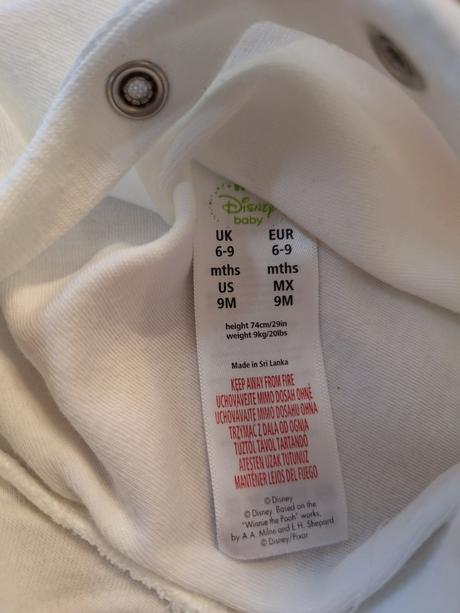 Disney
baby
UK EUR
6-9 6-9
mths mths
US MX
9M 9M
height 74cm/29in
weight 9kg/20lbs
Made in Sri Lanka
KEEP AWAY FROM FIRE
UCHOVÁVEJTE MIMO DOSAH OHNĚ
UCHOVÁVAJTE MIMO DOSAHU OHŇA
TRZYMAĆ Z DALA OD OGNIA
TŰZTŐL TÁVOL TARTANDÓ
ATEŞTEN UZAK TUTUNUZ
MANTENER LEJOS DEL FUEGO
© Disney
© Disney. Based on the
"Winnie the Pooh" works,
by A.A. Milne and E.H. Shepard.
© Disney/Pixar